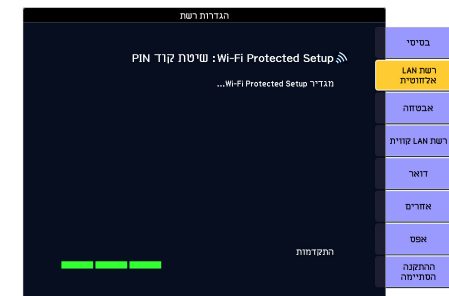 הגדרות רשת
Wi-Fi Protected Setup: שיטת קוד PIN
מגדיר Wi-Fi Protected Setup...
התקדמות
בסיסי
רשת LAN
אלחוטית
אבטחה
רשת LAN קווית
דואר
אחרים
אפס
ההתקנה
הסתיימה